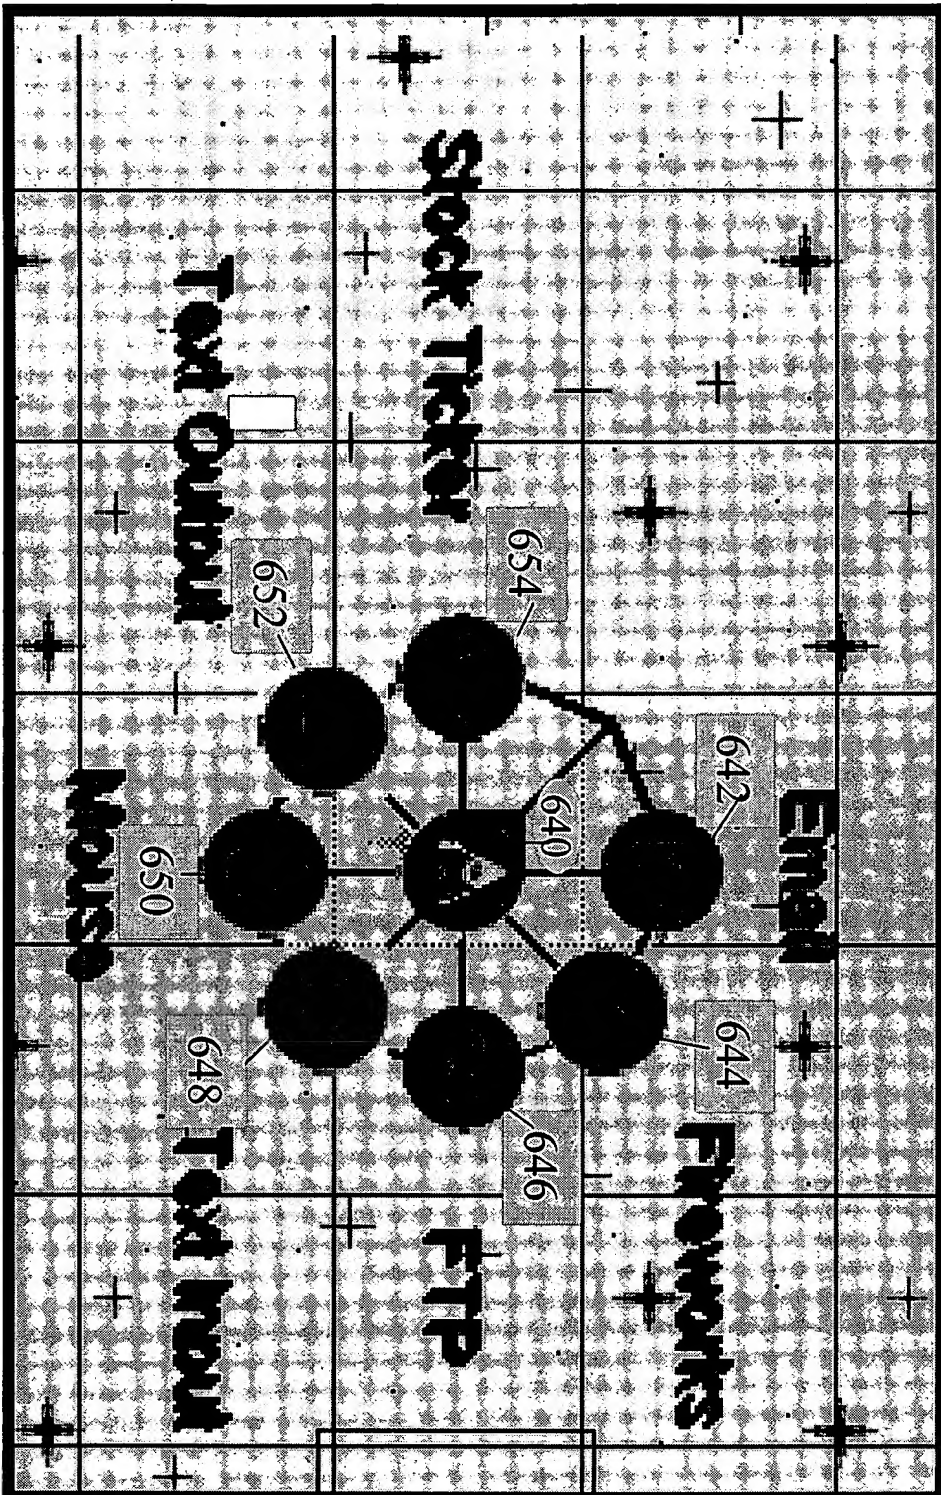 Email
642
644
Fireworks
640
654
646
Stock Ticker
A
FTP
652
648
Text Output
Text Input
650
Mouse